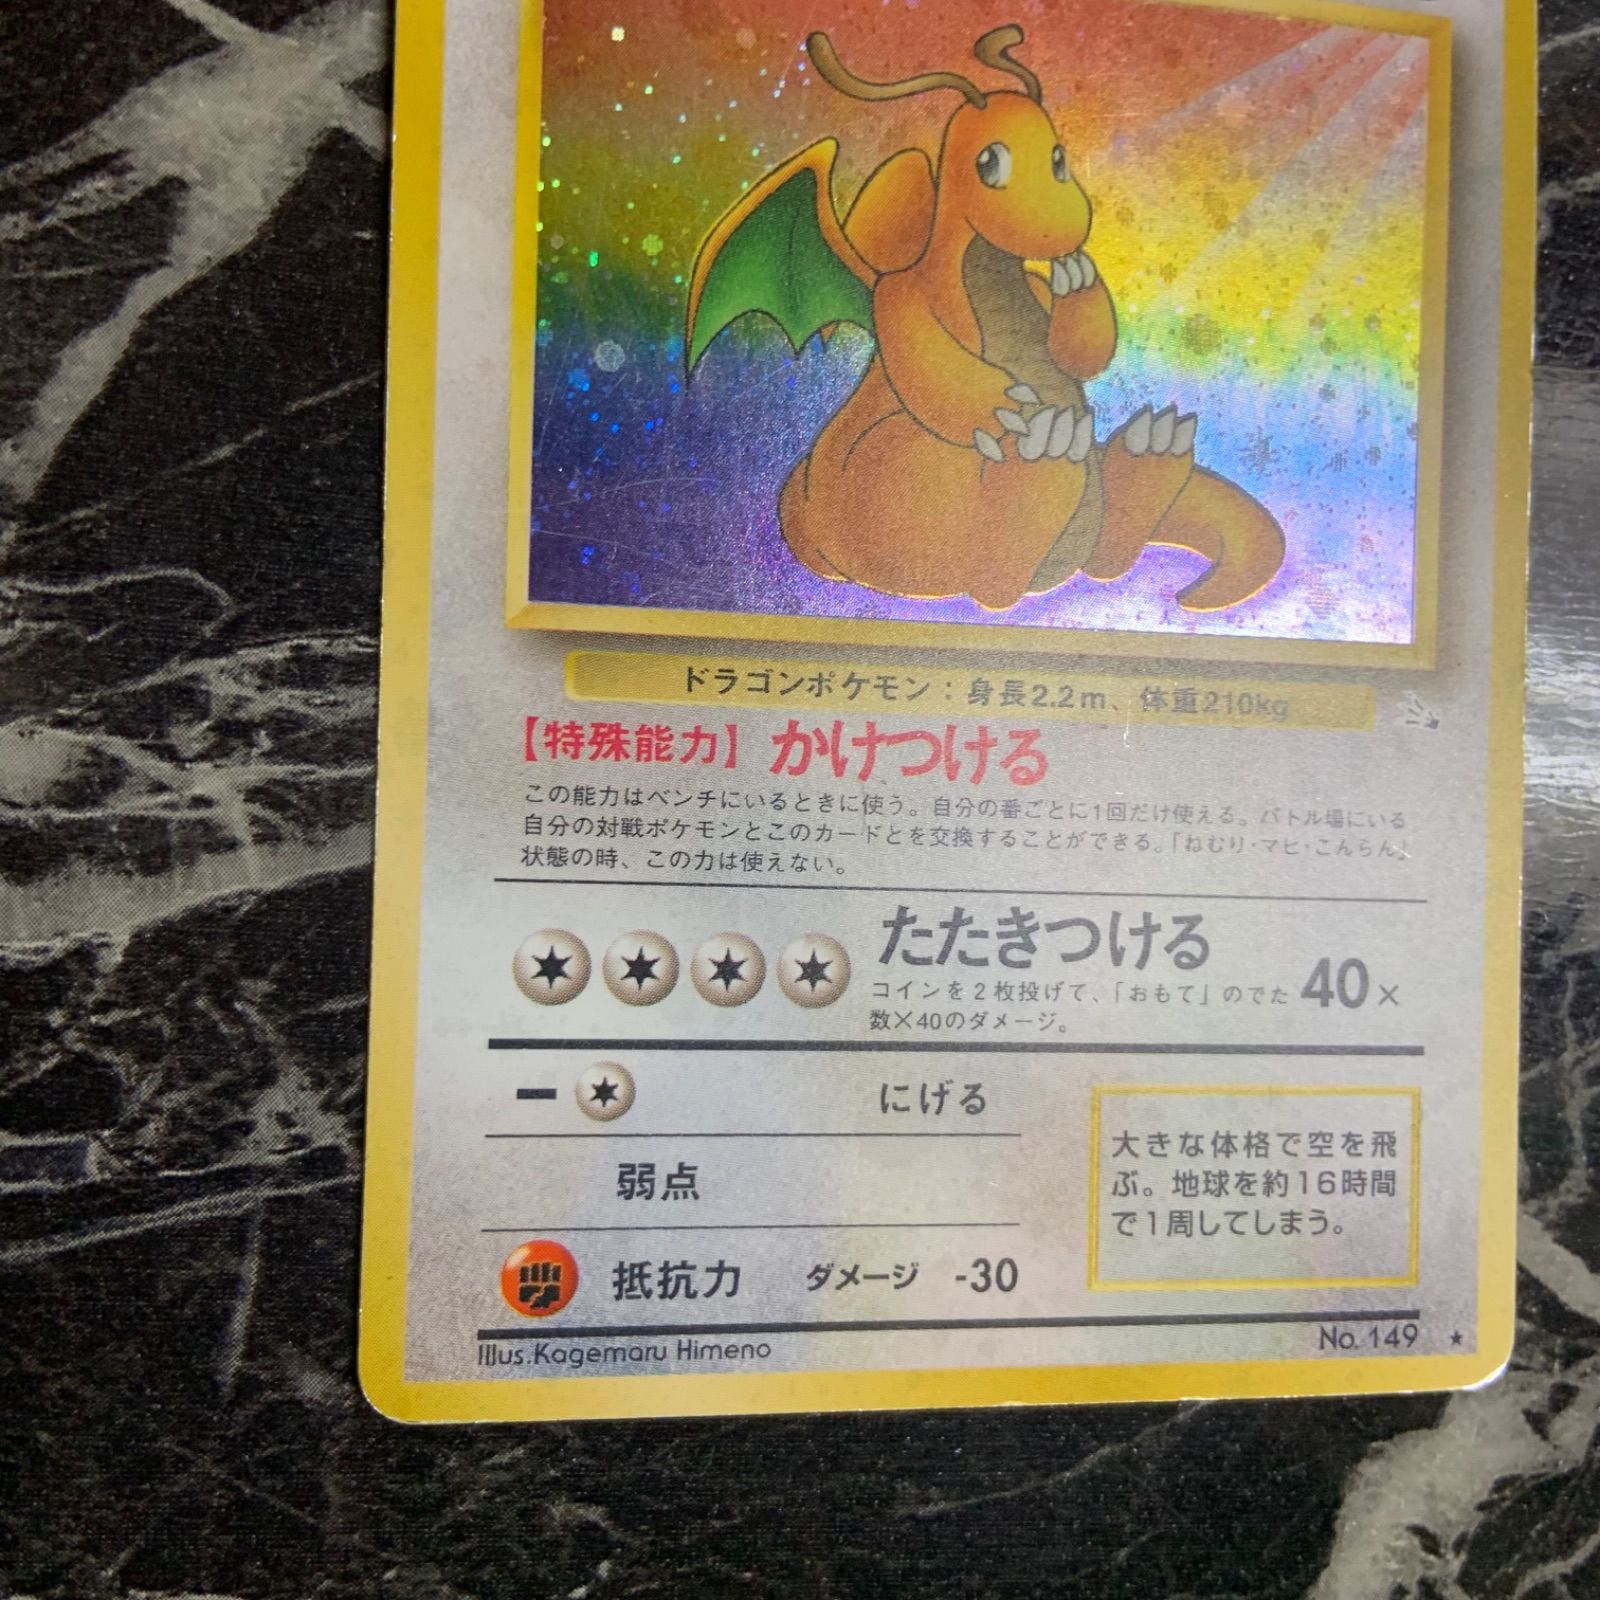 ドラゴンポケモン：身長2.2m、体重210kg
【特殊能力】かけつける
この能力はベンチにいるときに使う。自分の番ごとに1回だけ使える。バトル場にいる
自分の対戦ポケモンとこのカードとを交換することができる。「ねむり・マヒ・こんらん」
状態の時、この力は使えない。
たたきつける
40×
コインを2枚投げて、「おもて」のでた
数×40のダメージ。
にげる
弱点
抵抗力 ダメージ -30
大きな体格で空を飛
ぶ。地球を約16時間
で1周してしまう。
Illus.Kagemaru Himeno
No. 149 ★